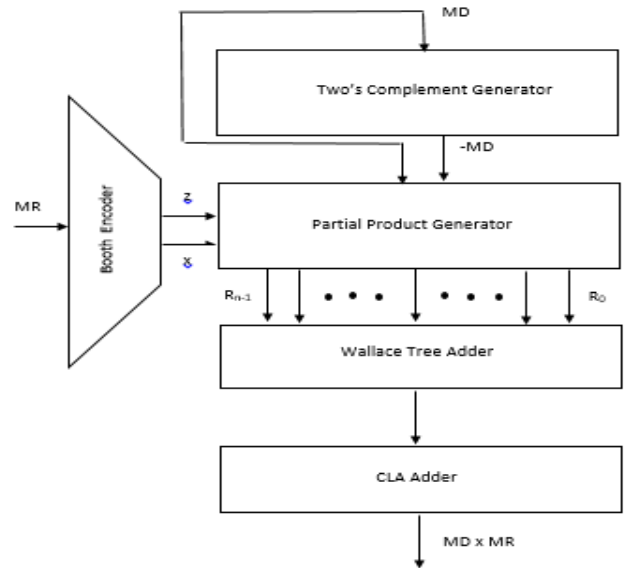 MD
Two's Complement Generator
-MD
MR
Booth Encoder
z
x
Partial Product Generator
Rn-1
R0
Wallace Tree Adder
CLA Adder
MD x MR